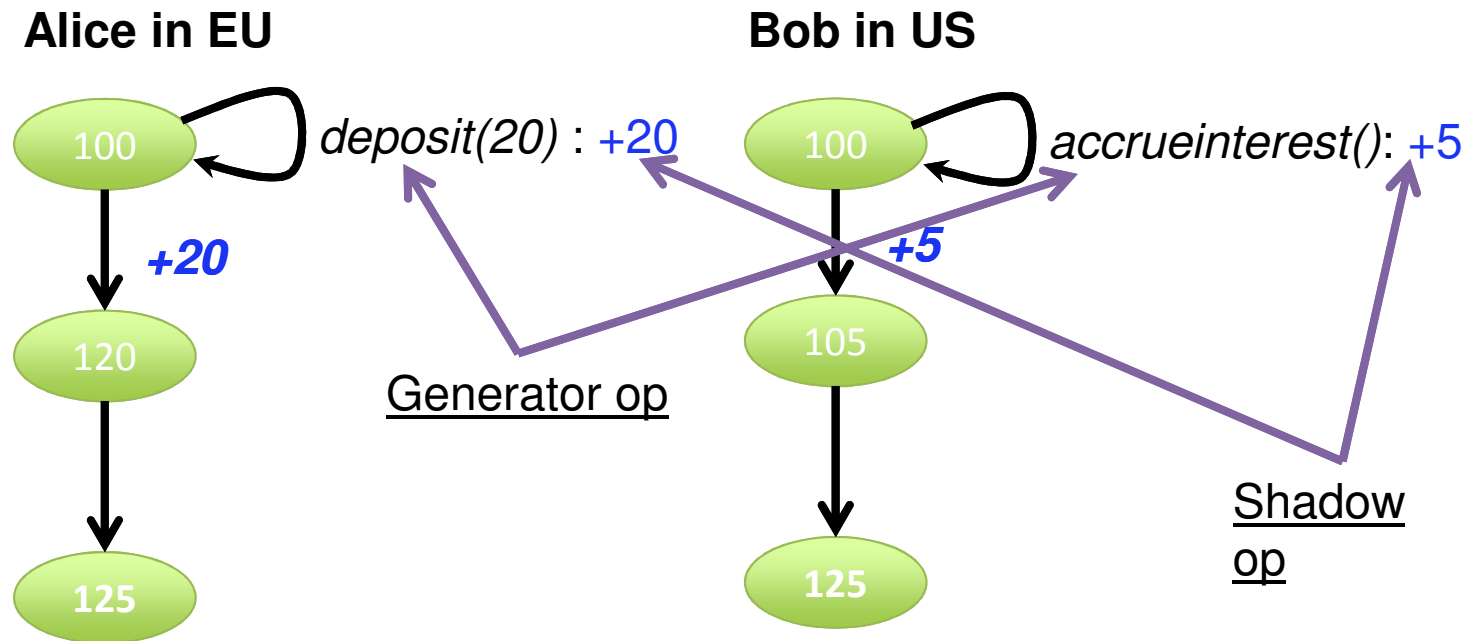 Alice in EU
Bob in US
100
deposit(20) : +20
100
accrueinterest(): +5
+20
+5
120
105
Generator op
Shadow
op
125
125